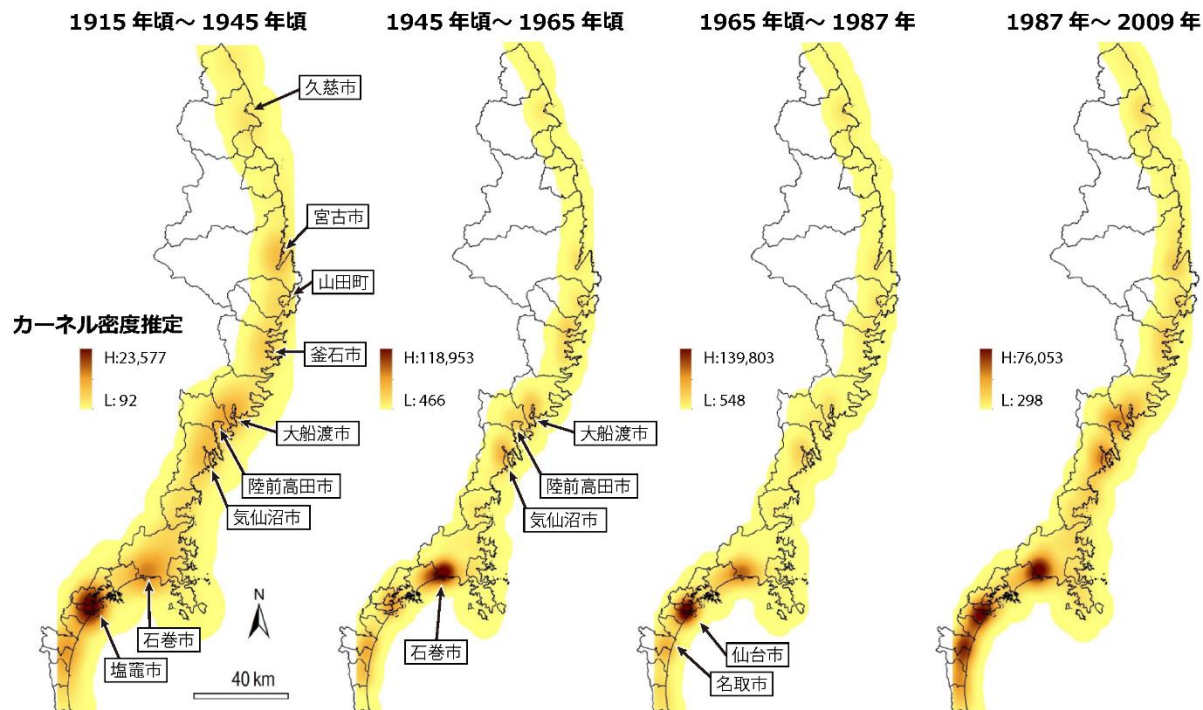 1915 年頃～ 1945 年頃
1945 年頃～ 1965 年頃
1965 年頃～ 1987 年
1987 年～ 2009 年
久慈市
宮古市
山田町
カーネル密度推定
釜石市
H:23,577
L: 92
H:118,953
L: 466
H:139,803
L: 548
H:76,053
L: 298
大船渡市
陸前高田市
気仙沼市
大船渡市
陸前高田市
気仙沼市
N
石巻市
塩竈市
40 km
石巻市
仙台市
名取市